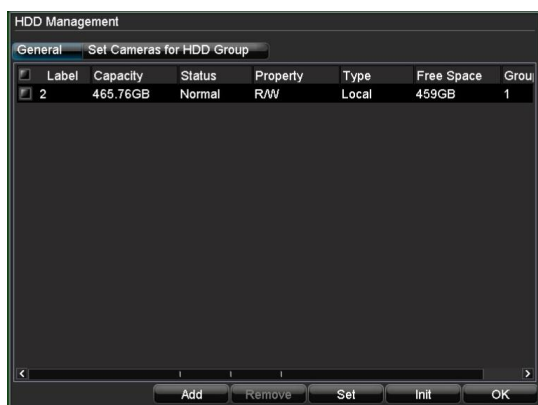 HDD Management
General Set Cameras for HDD Group
Label Capacity Status Property Type Free Space Grou
2 465.76GB Normal R/W Local 459GB 1
Add Remove Set Init OK